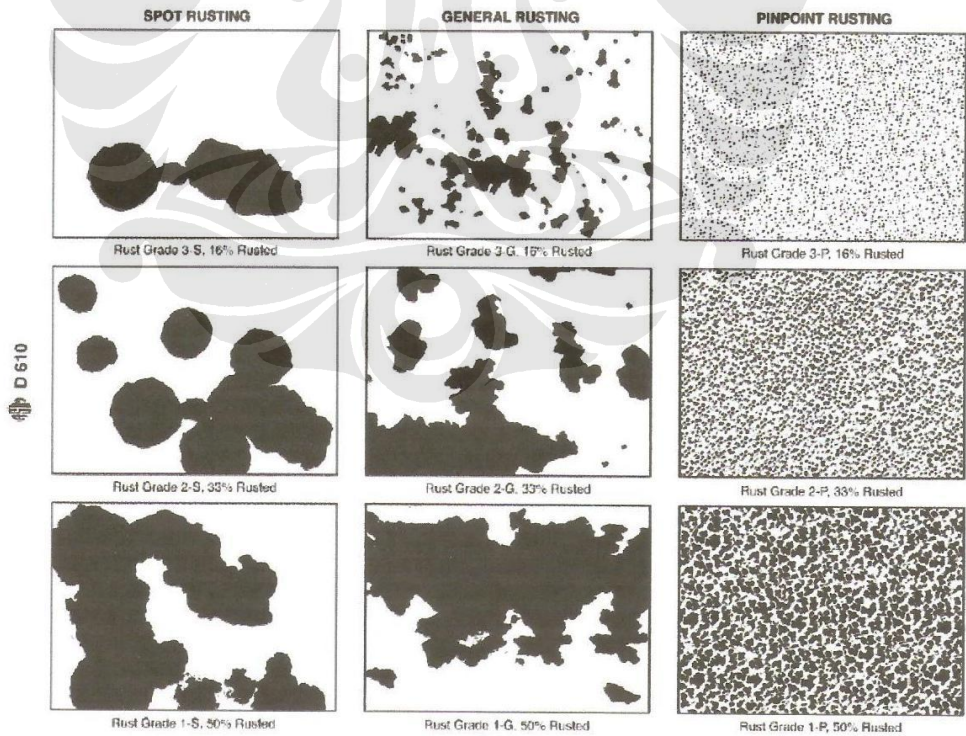 SPOT RUSTING GENERAL RUSTING PINPOINT RUSTING
Rust Grade 3-S, 16% Rusted Rust Grade 3-G, 16% Rusted Rust Grade 3-P, 16% Rusted
D 610
Rust Grade 2-S, 33% Rusted Rust Grade 2-G, 33% Rusted Rust Grade 2-P, 33% Rusted
Rust Grade 1-S, 50% Rusted Rust Grade 1-G, 50% Rusted Rust Grade 1-P, 50% Rusted